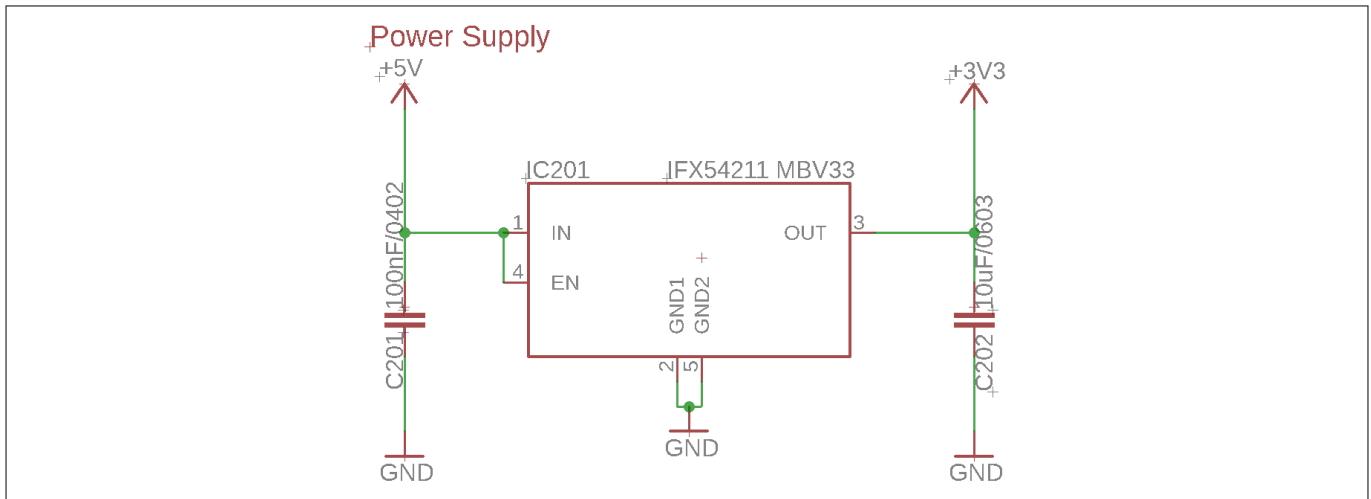 Power Supply
+5V
+3V3
IC201
IFX54211 MBV33
100nF/0402
10uF/0603
1
IN
OUT
3
4
EN
GND1
GND2
C201
C202
2
5
GND
GND
GND